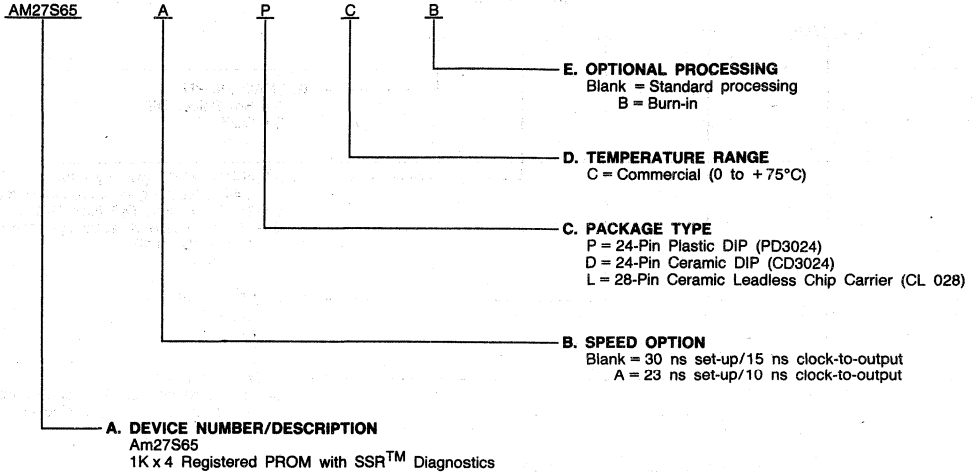 AM27S65 A P C B
E. OPTIONAL PROCESSING
Blank = Standard processing
B = Burn-in
D. TEMPERATURE RANGE
C = Commercial (0 to +75°C)
C. PACKAGE TYPE
P = 24-Pin Plastic DIP (PD3024)
D = 24-Pin Ceramic DIP (CD3024)
L = 28-Pin Ceramic Leadless Chip Carrier (CL 028)
B. SPEED OPTION
Blank = 30 ns set-up/15 ns clock-to-output
A = 23 ns set-up/10 ns clock-to-output
A. DEVICE NUMBER/DESCRIPTION
Am27S65
1K x 4 Registered PROM with SSR™ Diagnostics